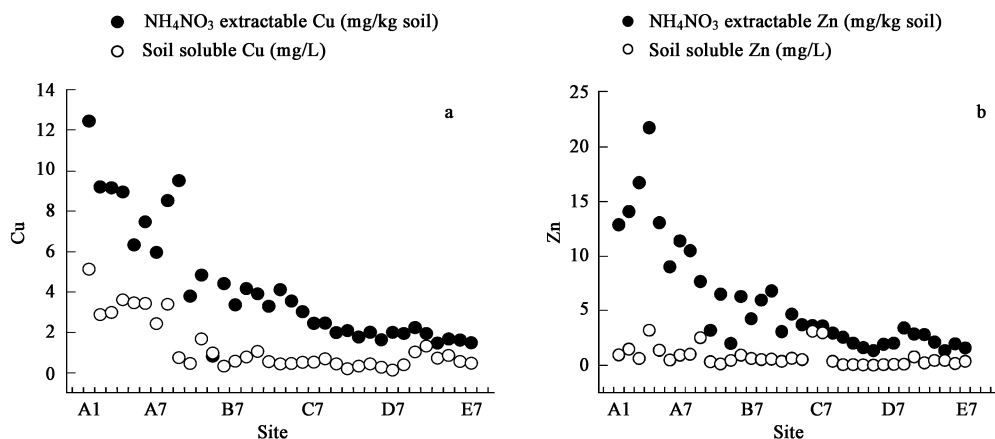 NH₄NO₃ extractable Cu (mg/kg soil)
Soil soluble Cu (mg/L)
a
14
12
10
8
6
4
2
0
Cu
A1 A7 B7 C7 D7 E7
Site
NH₄NO₃ extractable Zn (mg/kg soil)
Soil soluble Zn (mg/L)
b
25
20
15
10
5
0
Zn
A1 A7 B7 C7 D7 E7
Site